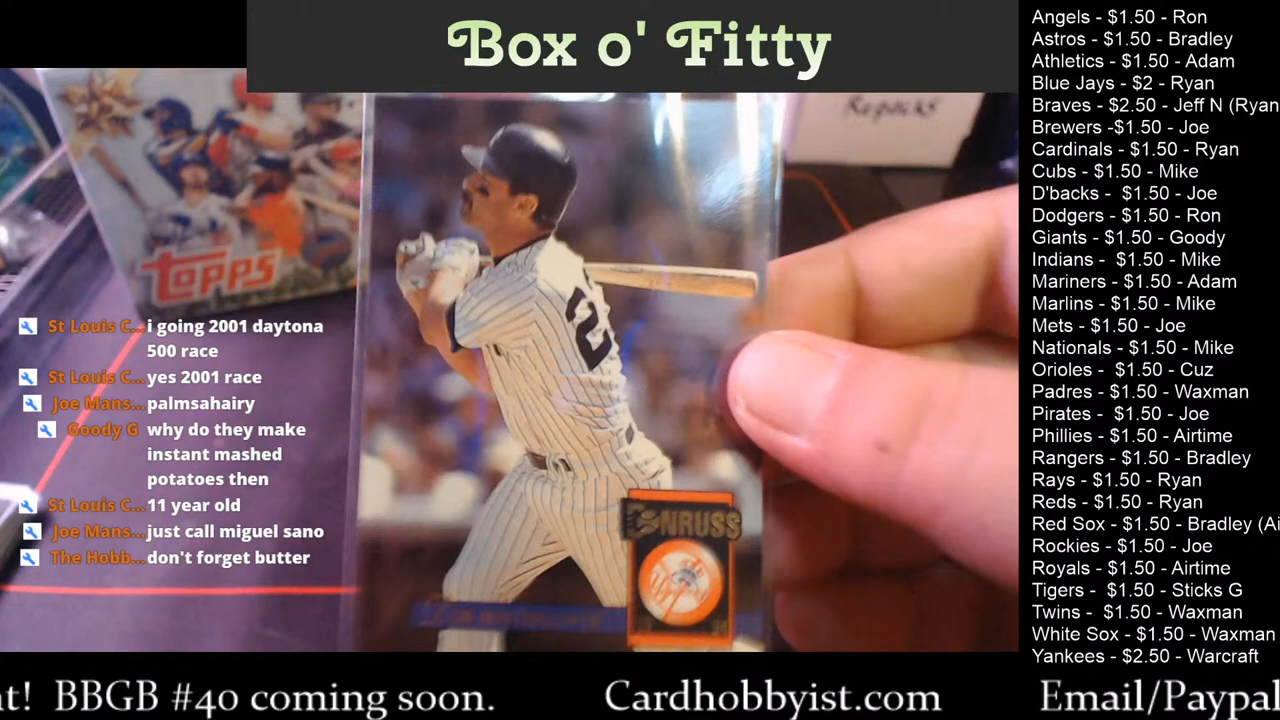 Box o' Fitty
Repacks
TOPPS
2
DONRUSS
St Louis C... i going 2001 daytona
500 race
St Louis C... yes 2001 race
Joe Mans... palmsahairy
Goody G why do they make
instant mashed
potatoes then
St Louis C... 11 year old
Joe Mans... just call miguel sano
The Hobb... don't forget butter
Angels - $1.50 - Ron
Astros - $1.50 - Bradley
Athletics - $1.50 - Adam
Blue Jays - $2 - Ryan
Braves - $2.50 - Jeff N (Ryan
Brewers -$1.50 - Joe
Cardinals - $1.50 - Ryan
Cubs - $1.50 - Mike
D'backs - $1.50 - Joe
Dodgers - $1.50 - Ron
Giants - $1.50 - Goody
Indians - $1.50 - Mike
Mariners - $1.50 - Adam
Marlins - $1.50 - Mike
Mets - $1.50 - Joe
Nationals - $1.50 - Mike
Orioles - $1.50 - Cuz
Padres - $1.50 - Waxman
Pirates - $1.50 - Joe
Phillies - $1.50 - Airtime
Rangers - $1.50 - Bradley
Rays - $1.50 - Ryan
Reds - $1.50 - Ryan
Red Sox - $1.50 - Bradley (Ai
Rockies - $1.50 - Joe
Royals - $1.50 - Airtime
Tigers - $1.50 - Sticks G
Twins - $1.50 - Waxman
White Sox - $1.50 - Waxman
Yankees - $2.50 - Warcraft
t! BBGB #40 coming soon. Cardhobbyist.com Email/Paypal